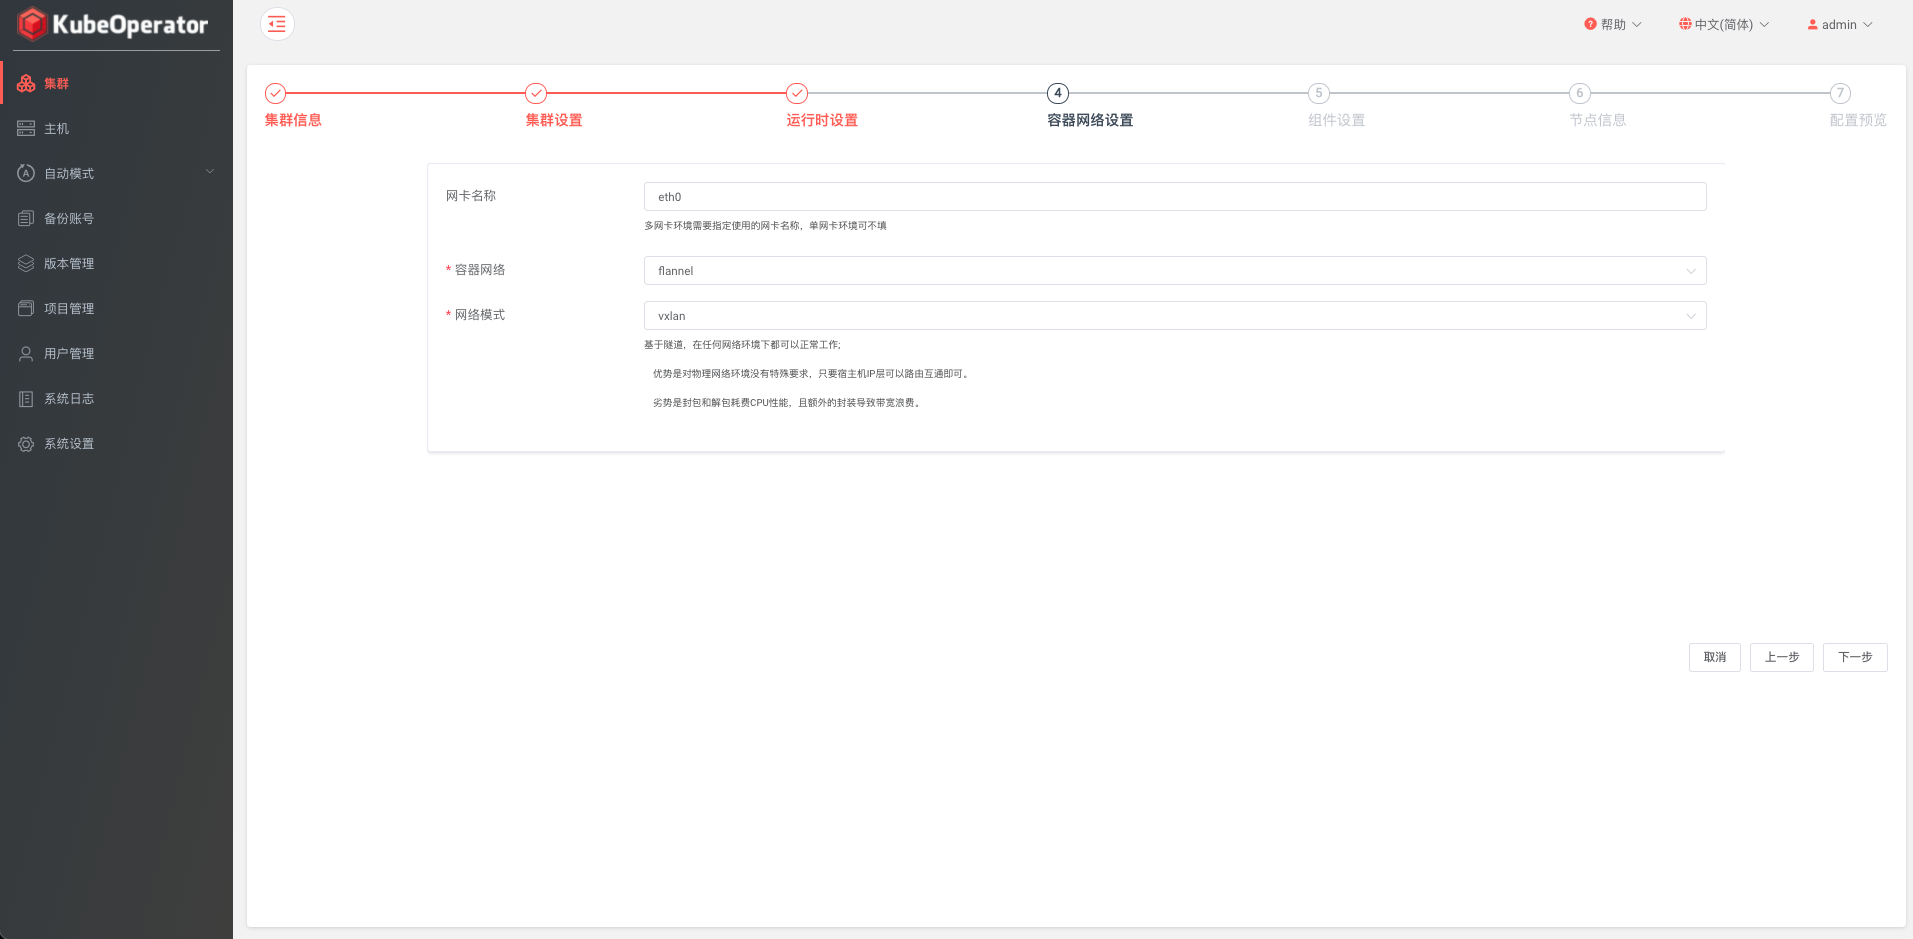 KubeOperator
帮助
中文(简体)
admin
集群
主机
自动模式
备份账号
版本管理
项目管理
用户管理
系统日志
系统设置
4
5
6
7
集群信息
集群设置
运行时设置
容器网络设置
组件设置
节点信息
配置预览
网卡名称
eth0
多网卡环境需要指定使用的网卡名称，单网卡环境可不填
* 容器网络
flannel
* 网络模式
vxlan
基于隧道，在任何网络环境下都可以正常工作;
优势是对物理网络环境没有特殊要求，只要宿主机IP层可以路由互通即可。
劣势是封包和解包耗费CPU性能，且额外的封装导致带宽浪费。
取消
上一步
下一步